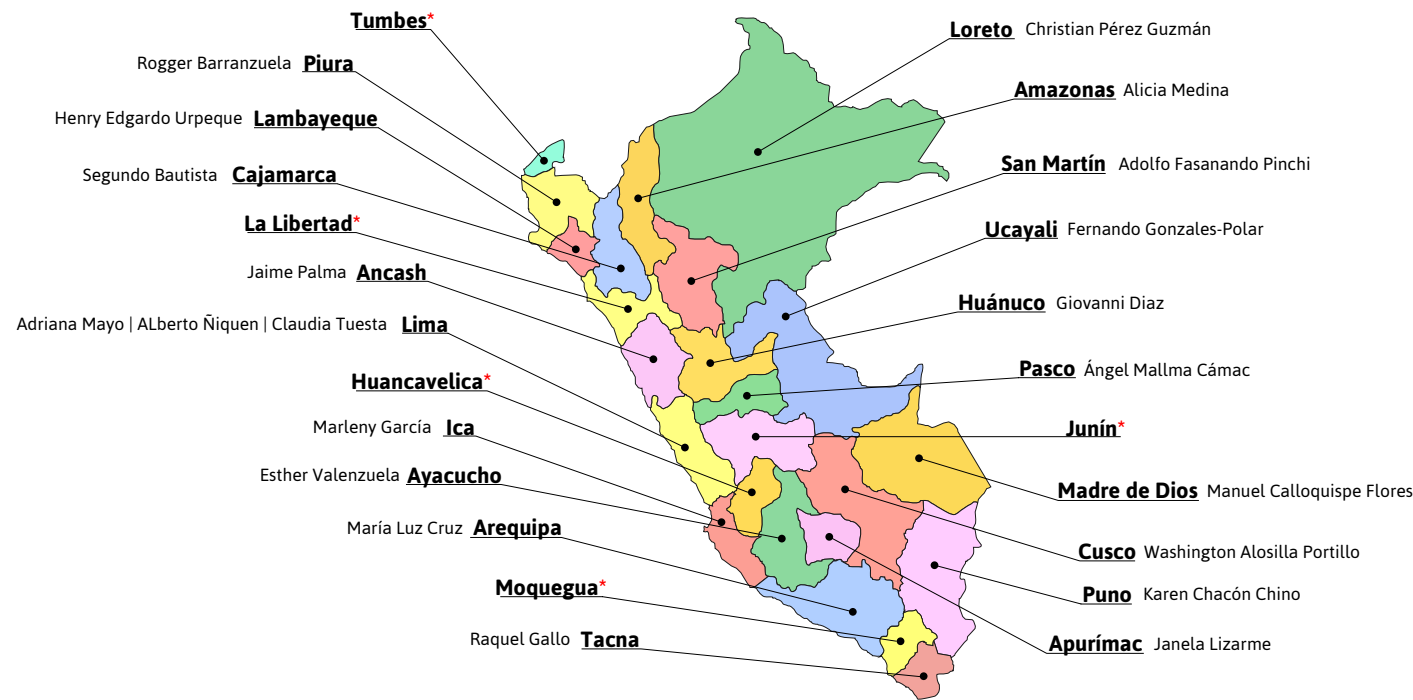 Tumbes*
Rogger Barranzuela Piura
Henry Edgardo Urpeque Lambayeque
Segundo Bautista Cajamarca
La Libertad*
Jaime Palma Ancash
Adriana Mayo | ALberto Ñiquen | Claudia Tuesta Lima
Huancavelica*
Marleny García Ica
Esther Valenzuela Ayacucho
María Luz Cruz Arequipa
Moquegua*
Raquel Gallo Tacna
Loreto Christian Pérez Guzmán
Amazonas Alicia Medina
San Martín Adolfo Fasanando Pinchi
Ucayali Fernando Gonzales-Polar
Huánuco Giovanni Diaz
Pasco Ángel Mallma Cámac
Junín*
Madre de Dios Manuel Calloquispe Flores
Cusco Washington Alosilla Portillo
Puno Karen Chacón Chino
Apurímac Janela Lizarme